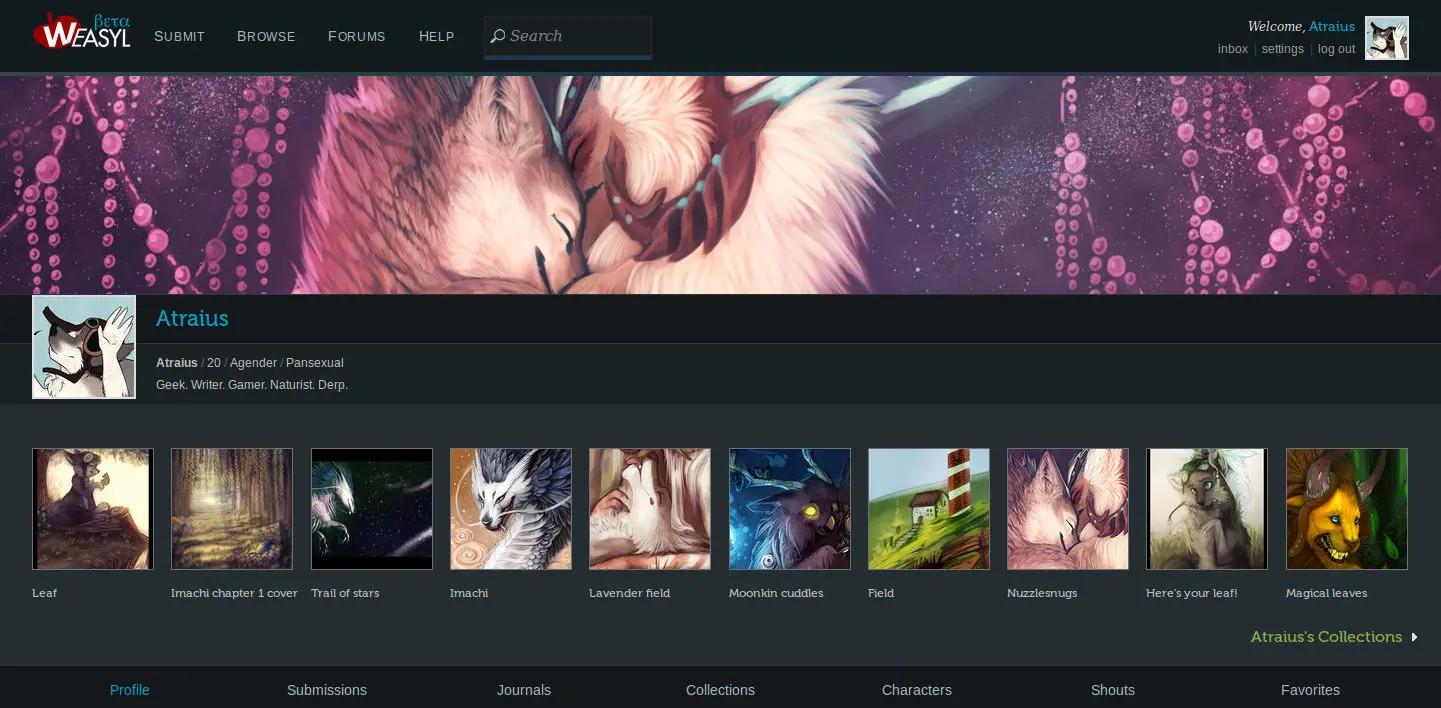 βετα
WEASYL
SUBMIT BROWSE FORUMS HELP Search
Welcome, Atraius
inbox | settings | log out
Atraius
Atraius / 20 / Agender / Pansexual
Geek. Writer. Gamer. Naturist. Derp.
Leaf Imachi chapter 1 cover Trail of stars Imachi Lavender field Moonkin cuddles Field Nuzzlesnugs Here's your leaf! Magical leaves
Atraius's Collections
Profile Submissions Journals Collections Characters Shouts Favorites